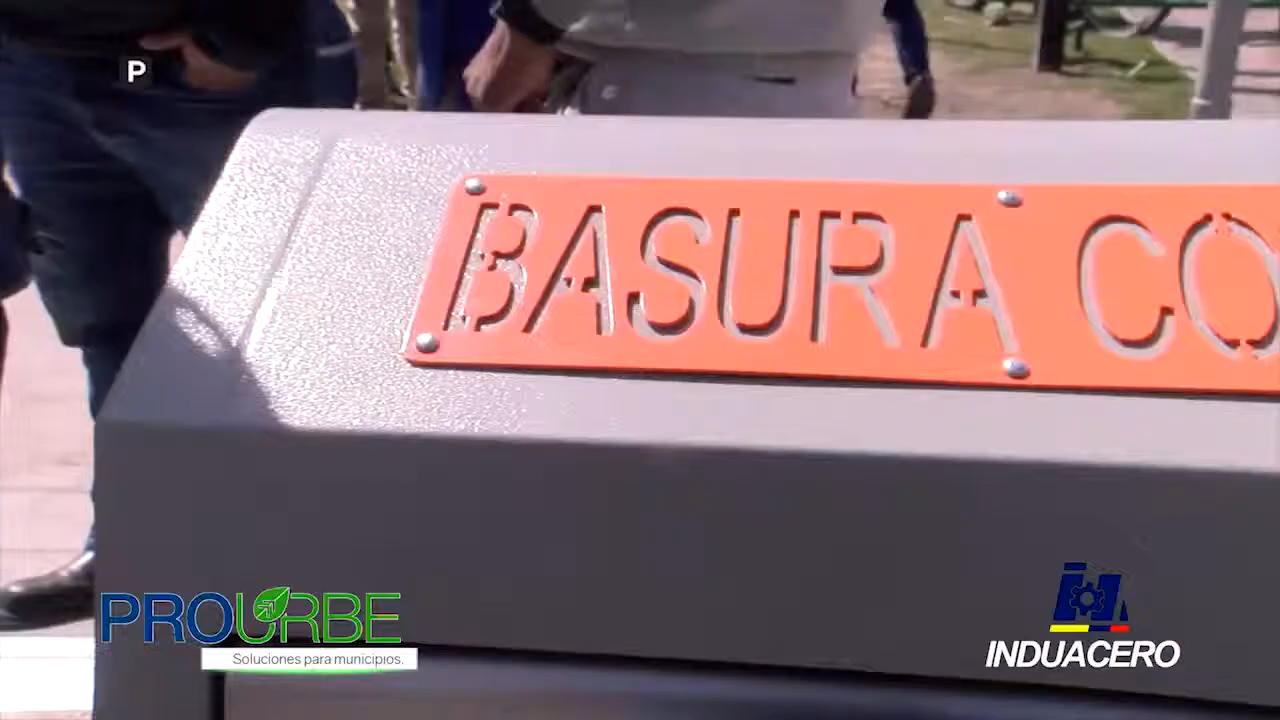 P
BASURA CO
PROURBE
Soluciones para municipios.
INDUACERO